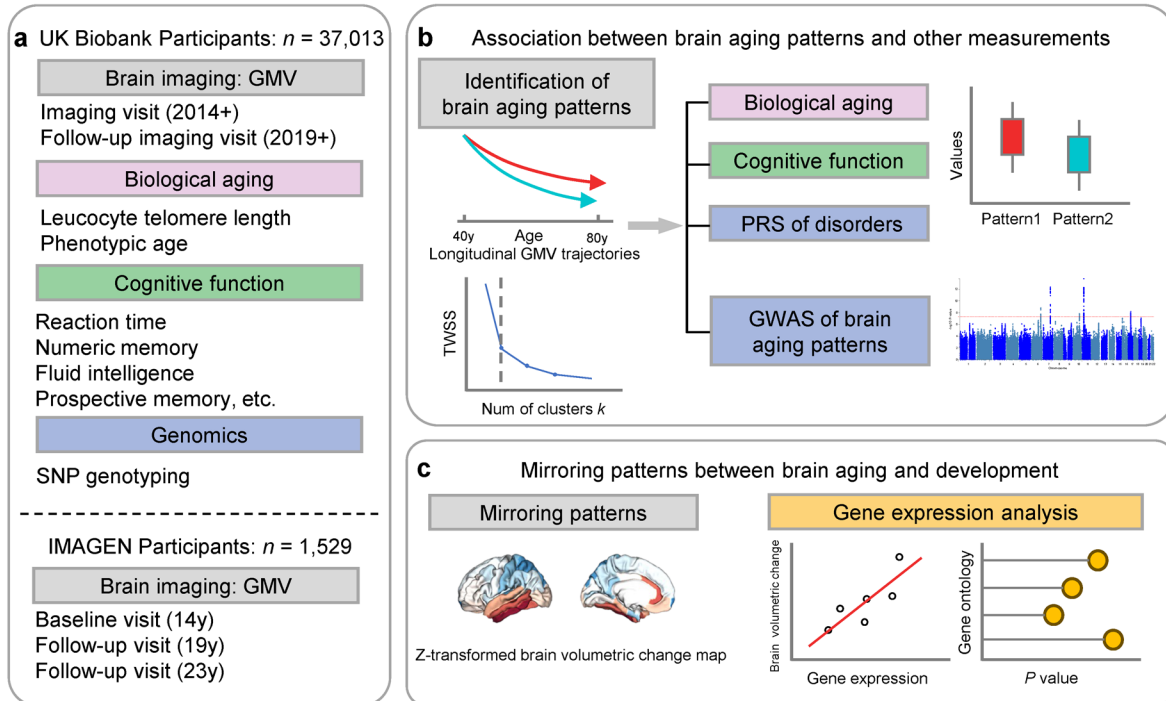 a UK Biobank Participants: n = 37,013
Brain imaging: GMV
Imaging visit (2014+)
Follow-up imaging visit (2019+)
Biological aging
Leucocyte telomere length
Phenotypic age
Cognitive function
Reaction time
Numeric memory
Fluid intelligence
Prospective memory, etc.
Genomics
SNP genotyping
IMAGEN Participants: n = 1,529
Brain imaging: GMV
Baseline visit (14y)
Follow-up visit (19y)
Follow-up visit (23y)
b Association between brain aging patterns and other measurements
Identification of
brain aging patterns
40y Age 80y
Longitudinal GMV trajectories
TWSS
Num of clusters k
Biological aging
Cognitive function
PRS of disorders
GWAS of brain
aging patterns
Values
Pattern1 Pattern2
Chromosome
c Mirroring patterns between brain aging and development
Mirroring patterns
Z-transformed brain volumetric change map
Gene expression analysis
Brain volumetric change
Gene expression
Gene ontology
P value